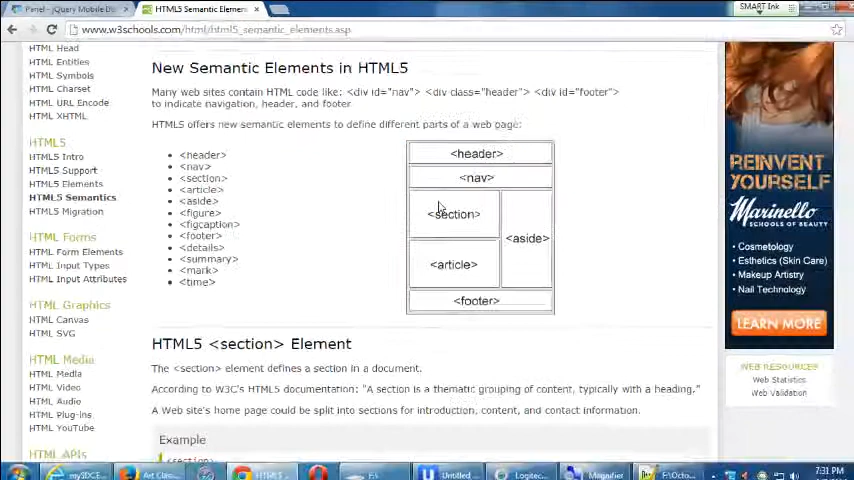 Panel - jQuery Mobile D
HTML5 Semantic Elemen
SMART Ink
www.w3schools.com/html/html5_semantic_elements.asp
HTML Head
HTML Entities
HTML Symbols
HTML Charset
HTML URL Encode
HTML XHTML
HTML5
HTML5 Intro
HTML5 Support
HTML5 Elements
HTML5 Semantics
HTML5 Migration
HTML Forms
HTML Form Elements
HTML Input Types
HTML Input Attributes
HTML Graphics
HTML Canvas
HTML SVG
HTML Media
HTML Media
HTML Video
HTML Audio
HTML Plug-ins
HTML YouTube
HTML APIs
New Semantic Elements in HTML5
Many web sites contain HTML code like: <div id="nav"> <div class="header"> <div id="footer">
to indicate navigation, header, and footer.
HTML5 offers new semantic elements to define different parts of a web page:
• <header>
• <nav>
• <section>
• <article>
• <aside>
• <figure>
• <figcaption>
• <footer>
• <details>
• <summary>
• <mark>
• <time>
<header>
<nav>
<section>
<aside>
<article>
<footer>
HTML5 <section> Element
The <section> element defines a section in a document.
According to W3C's HTML5 documentation: "A section is a thematic grouping of content, typically with a heading."
A Web site's home page could be split into sections for introduction, content, and contact information.
Example
<section>
REINVENT
YOURSELF
Marinello
SCHOOLS OF BEAUTY
• Cosmetology
• Esthetics (Skin Care)
• Makeup Artistry
• Nail Technology
LEARN MORE
WEB RESOURCES
Web Statistics
Web Validation
mySDCE
Art Clas
HTML5
F:\
Untitled
Logitec
Magnifier
F:\Octo
7:31 PM